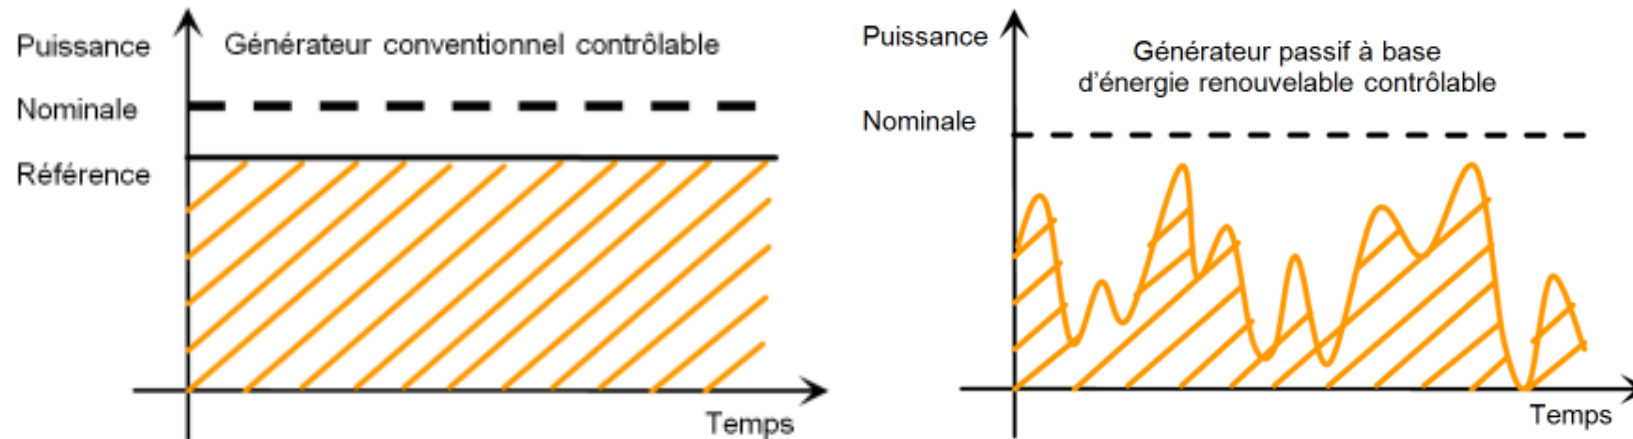 Puissance
Générateur conventionnel contrôlable
Nominale
Référence
Temps
Puissance
Générateur passif à base
d'énergie renouvelable contrôlable
Nominale
Temps